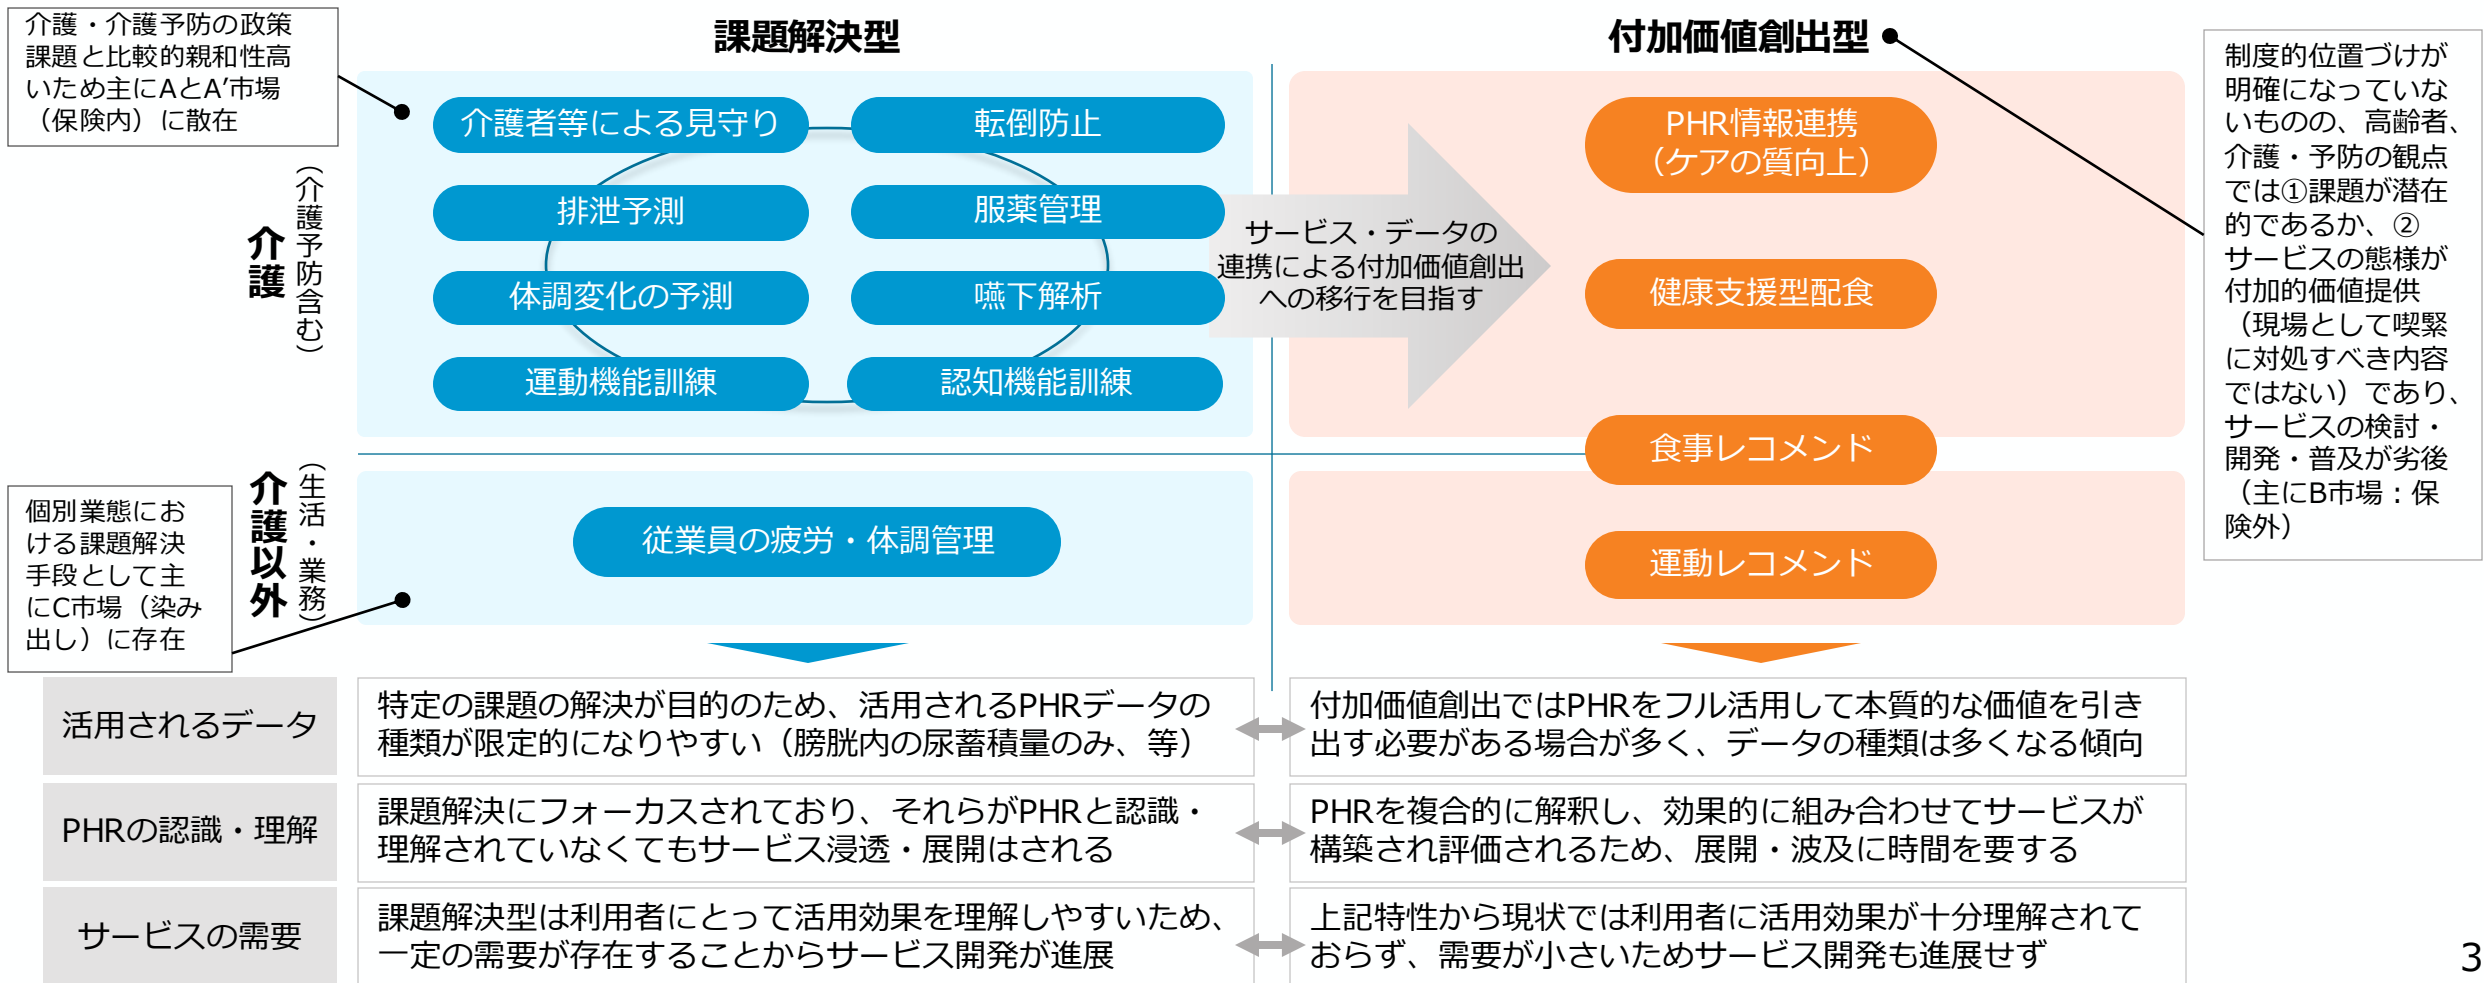 介護・介護予防の政策
課題と比較的親和性高
いため主にAとA’市場
（保険内）に散在
課題解決型
付加価値創出型
制度的位置づけが
明確になっていな
いものの、高齢者、
介護・予防の観点
では①課題が潜在
的であるか、②
サービスの態様が
付加的価値提供
（現場として喫緊
に対処すべき内容
ではない）であり、
サービスの検討・
開発・普及が劣後
（主にB市場：保
険外）
介護
（介護予防含む）
介護者等による見守り
転倒防止
排泄予測
服薬管理
体調変化の予測
嚥下解析
運動機能訓練
認知機能訓練
サービス・データの
連携による付加価値創出
への移行を目指す
PHR情報連携
（ケアの質向上）
健康支援型配食
食事レコメンド
運動レコメンド
介護以外
（生活・業務）
個別業態にお
ける課題解決
手段として主
にC市場（染み
出し）に存在
従業員の疲労・体調管理
活用されるデータ
特定の課題の解決が目的のため、活用されるPHRデータの
種類が限定的になりやすい（膀胱内の尿蓄積量のみ、等）
付加価値創出ではPHRをフル活用して本質的な価値を引き
出す必要がある場合が多く、データの種類は多くなる傾向
PHRの認識・理解
課題解決にフォーカスされており、それらがPHRと認識・
理解されていなくてもサービス浸透・展開はされる
PHRを複合的に解釈し、効果的に組み合わせてサービスが
構築され評価されるため、展開・波及に時間を要する
サービスの需要
課題解決型は利用者にとって活用効果を理解しやすいため、
一定の需要が存在することからサービス開発が進展
上記特性から現状では利用者に活用効果が十分理解されて
おらず、需要が小さいためサービス開発も進展せず
3